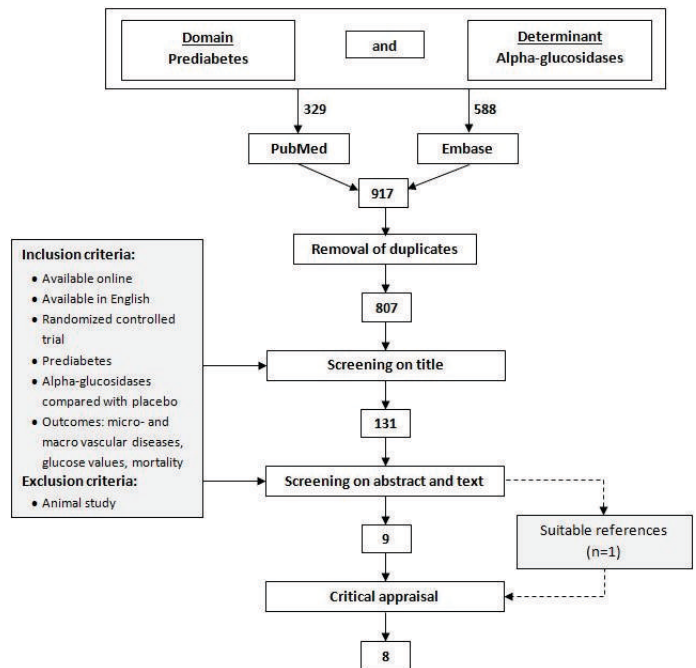 Domain
Prediabetes
and
Determinant
Alpha-glucosidases
329
588
PubMed
Embase
917
Removal of duplicates
807
Inclusion criteria:
• Available online
• Available in English
• Randomized controlled
trial
• Prediabetes
• Alpha-glucosidases
compared with placebo
• Outcomes: micro- and
macro vascular diseases,
glucose values, mortality
Exclusion criteria:
• Animal study
Screening on title
131
Screening on abstract and text
9
Suitable references
(n=1)
Critical appraisal
8